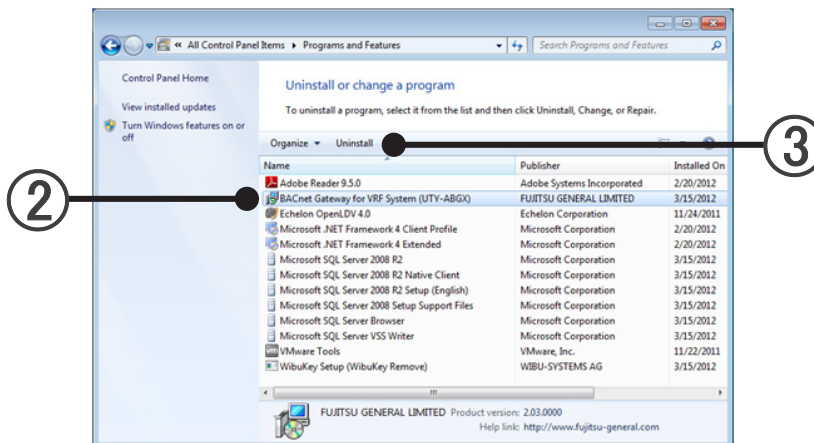 All Control Panel Items ▸ Programs and Features
Search Programs and Features
Control Panel Home
View installed updates
Turn Windows features on or off
Uninstall or change a program
To uninstall a program, select it from the list and then click Uninstall, Change, or Repair.
Organize Uninstall
③
Name Publisher Installed On
Adobe Reader 9.5.0 Adobe Systems Incorporated 2/20/2012
②
BACnet Gateway for VRF System (UTY-ABGX) FUJITSU GENERAL LIMITED 3/15/2012
Echelon OpenLDV 4.0 Echelon Corporation 11/24/2011
Microsoft .NET Framework 4 Client Profile Microsoft Corporation 2/20/2012
Microsoft .NET Framework 4 Extended Microsoft Corporation 2/20/2012
Microsoft SQL Server 2008 R2 Microsoft Corporation 3/15/2012
Microsoft SQL Server 2008 R2 Native Client Microsoft Corporation 3/15/2012
Microsoft SQL Server 2008 R2 Setup (English) Microsoft Corporation 3/15/2012
Microsoft SQL Server 2008 Setup Support Files Microsoft Corporation 3/15/2012
Microsoft SQL Server Browser Microsoft Corporation 3/15/2012
Microsoft SQL Server VSS Writer Microsoft Corporation 3/15/2012
VMware Tools VMware, Inc. 11/22/2011
WibuKey Setup (WibuKey Remove) WIBU-SYSTEMS AG 3/15/2012
FUJITSU GENERAL LIMITED Product version: 2.03.0000
Help link: http://www.fujitsu-general.com